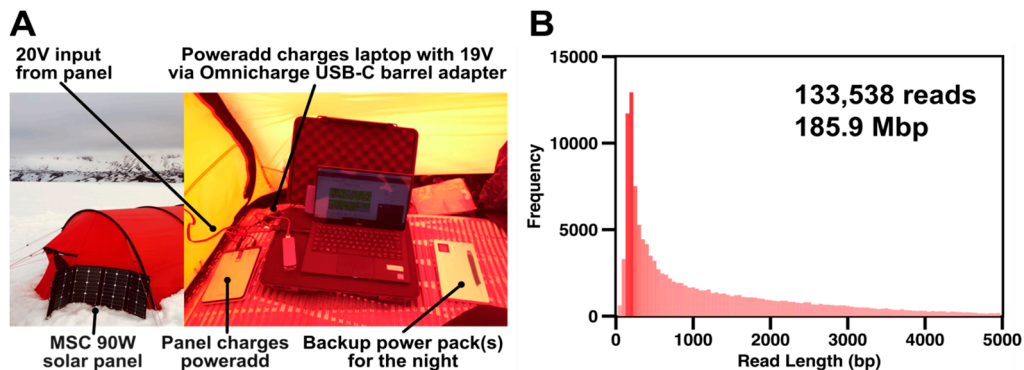 A
20V input
from panel
Poweradd charges laptop with 19V
via Omnicharge USB-C barrel adapter
MSC 90W
solar panel
Panel charges
poweradd
Backup power pack(s)
for the night
B
133,538 reads
185.9 Mbp
Frequency
15000
10000
5000
0
0
1000
2000
3000
4000
5000
Read Length (bp)